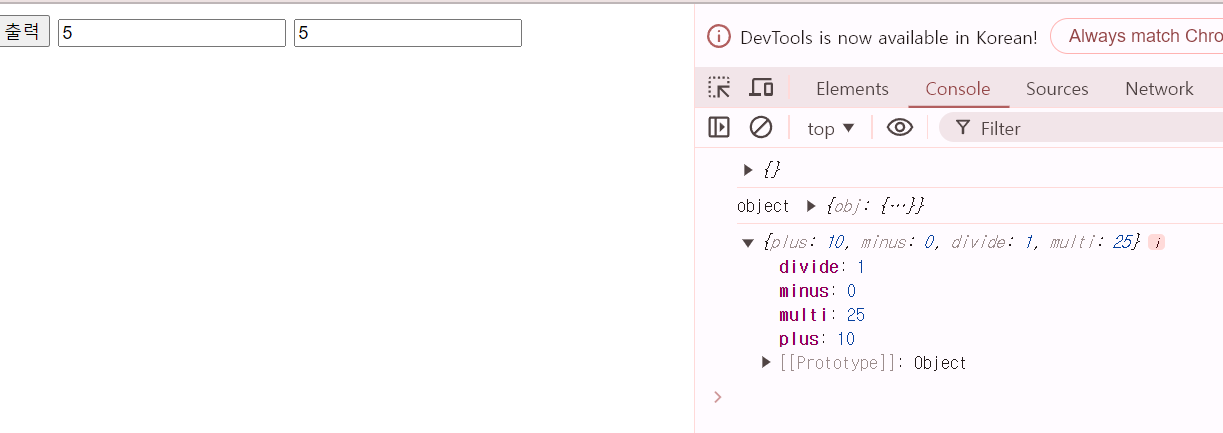 출력 5 5
DevTools is now available in Korean! Always match Chro
Elements Console Sources Network
top ▼ Filter
▶ {}
object ▶ {obj: {…}}
▼ {plus: 10, minus: 0, divide: 1, multi: 25} i
divide: 1
minus: 0
multi: 25
plus: 10
▶ [[Prototype]]: Object
>